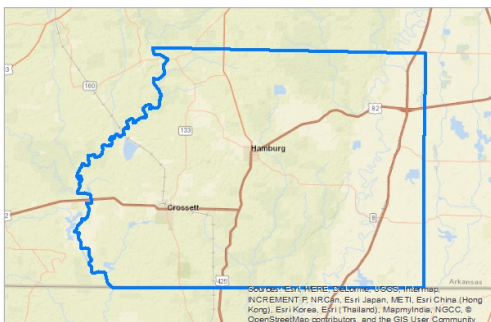 160
82
133
Hamburg
Crossett
8
425
Arkansas
Sources: Esri, HERE, DeLorme, USGS, Intermap,
INCREMENT P, NRCan, Esri Japan, METI, Esri China (Hong
Kong), Esri Korea, Esri (Thailand), MapmyIndia, NGCC, ©
OpenStreetMap contributors, and the GIS User Community